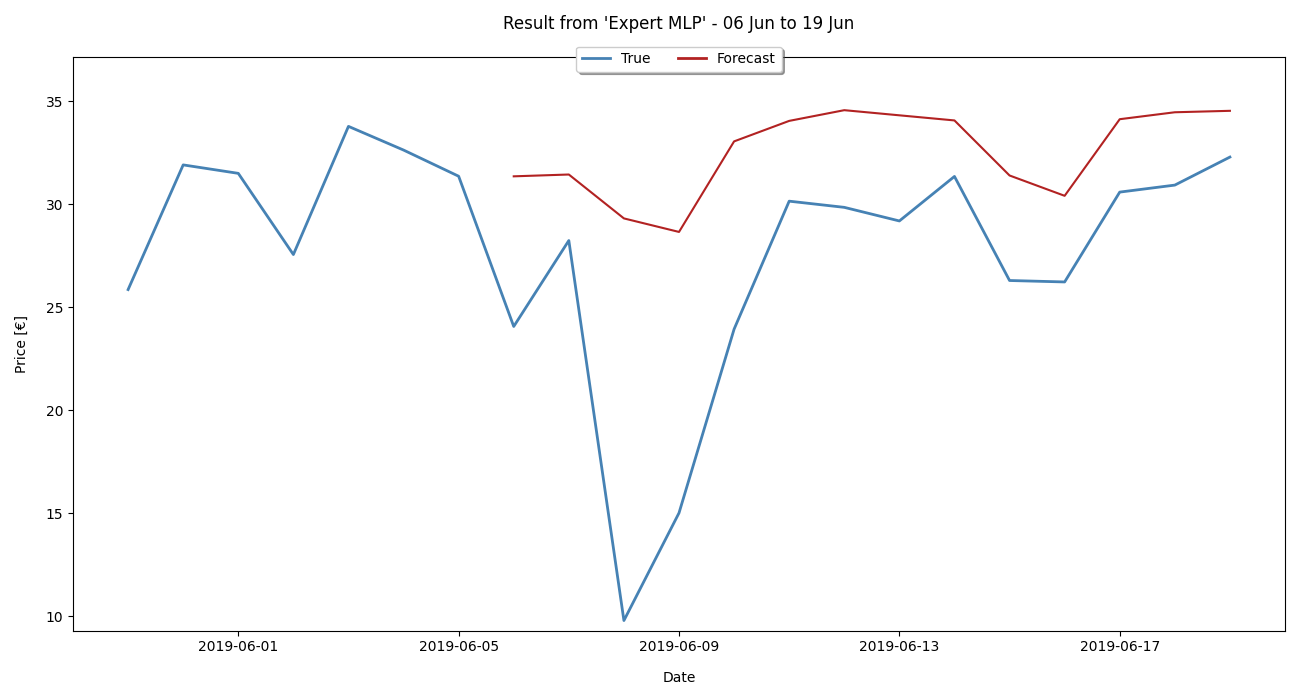 Result from 'Expert MLP' - 06 Jun to 19 Jun
True Forecast
35
30
25
20
15
10
Price [€]
2019-06-01 2019-06-05 2019-06-09 2019-06-13 2019-06-17
Date